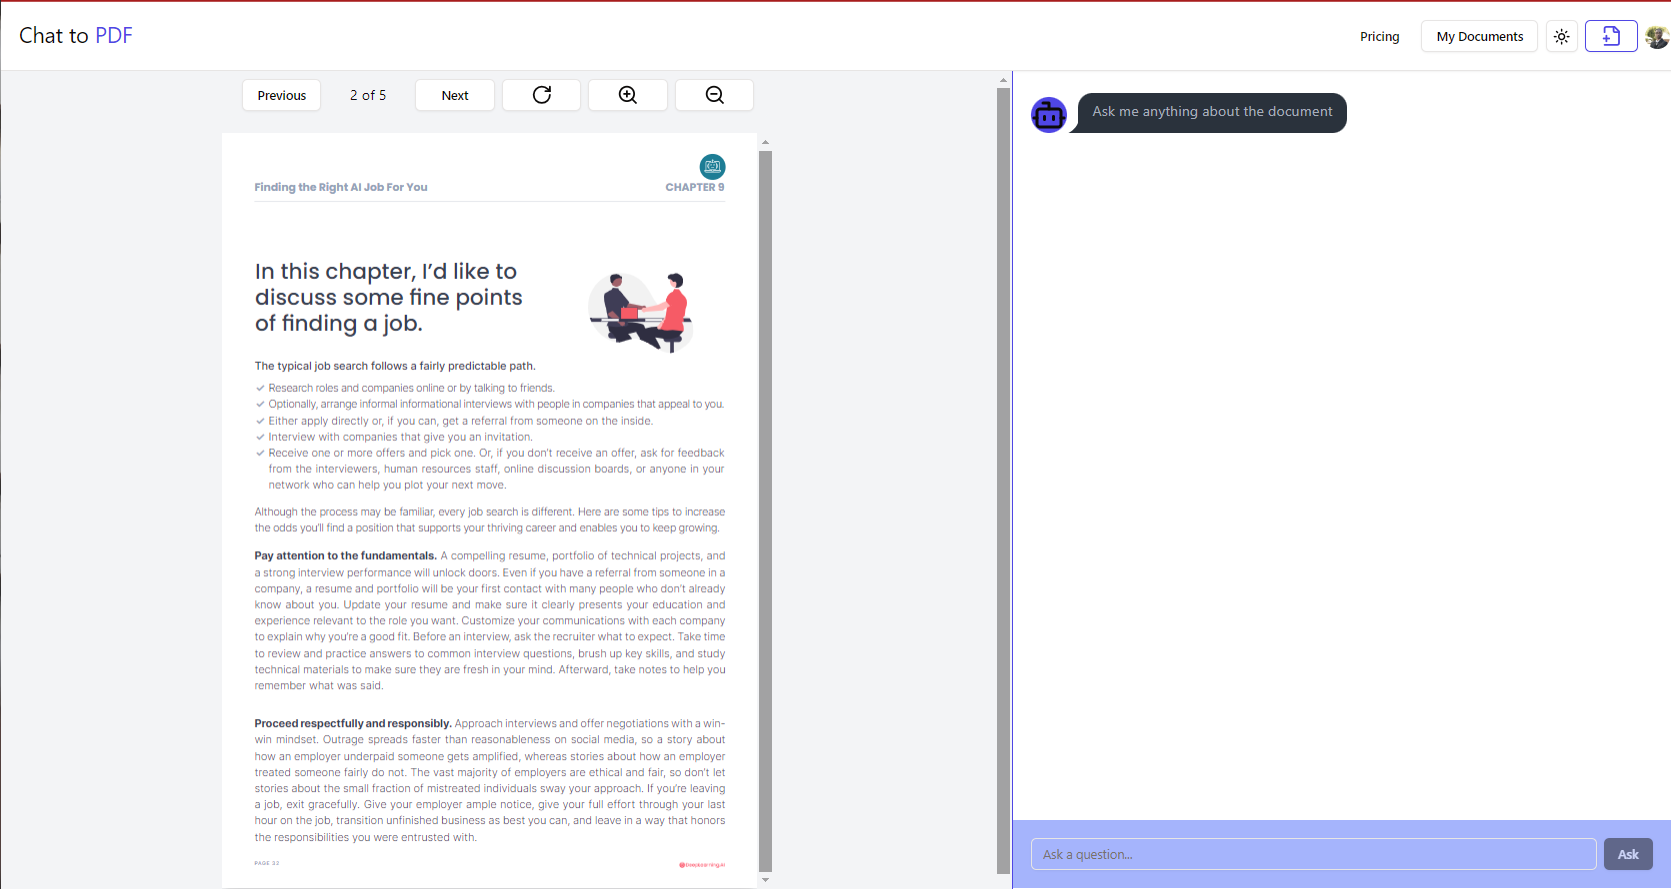 Chat to PDF
Pricing
My Documents
Previous
2 of 5
Next
Finding the Right AI Job For You
CHAPTER 9
In this chapter, I'd like to
discuss some fine points
of finding a job.
The typical job search follows a fairly predictable path.
Research roles and companies online or by talking to friends.
Optionally, arrange informal informational interviews with people in companies that appeal to you.
Either apply directly or, if you can, get a referral from someone on the inside.
Interview with companies that give you an invitation.
Receive one or more offers and pick one. Or, if you don't receive an offer, ask for feedback
from the interviewers, human resources staff, online discussion boards, or anyone in your
network who can help you plot your next move.
Although the process may be familiar, every job search is different. Here are some tips to increase
the odds you'll find a position that supports your thriving career and enables you to keep growing.
Pay attention to the fundamentals. A compelling resume, portfolio of technical projects, and
a strong interview performance will unlock doors. Even if you have a referral from someone in a
company, a resume and portfolio will be your first contact with many people who don't already
know about you. Update your resume and make sure it clearly presents your education and
experience relevant to the role you want. Customize your communications with each company
to explain why you're a good fit. Before an interview, ask the recruiter what to expect. Take time
to review and practice answers to common interview questions, brush up key skills, and study
technical materials to make sure they are fresh in your mind. Afterward, take notes to help you
remember what was said.
Proceed respectfully and responsibly. Approach interviews and offer negotiations with a win-
win mindset. Outrage spreads faster than reasonableness on social media, so a story about
how an employer underpaid someone gets amplified, whereas stories about how an employer
treated someone fairly do not. The vast majority of employers are ethical and fair, so don't let
stories about the small fraction of mistreated individuals sway your approach. If you're leaving
a job, exit gracefully. Give your employer ample notice, give your full effort through your last
hour on the job, transition unfinished business as best you can, and leave in a way that honors
the responsibilities you were entrusted with.
PAGE 32
DeepLearning.AI
Ask me anything about the document
Ask a question...
Ask